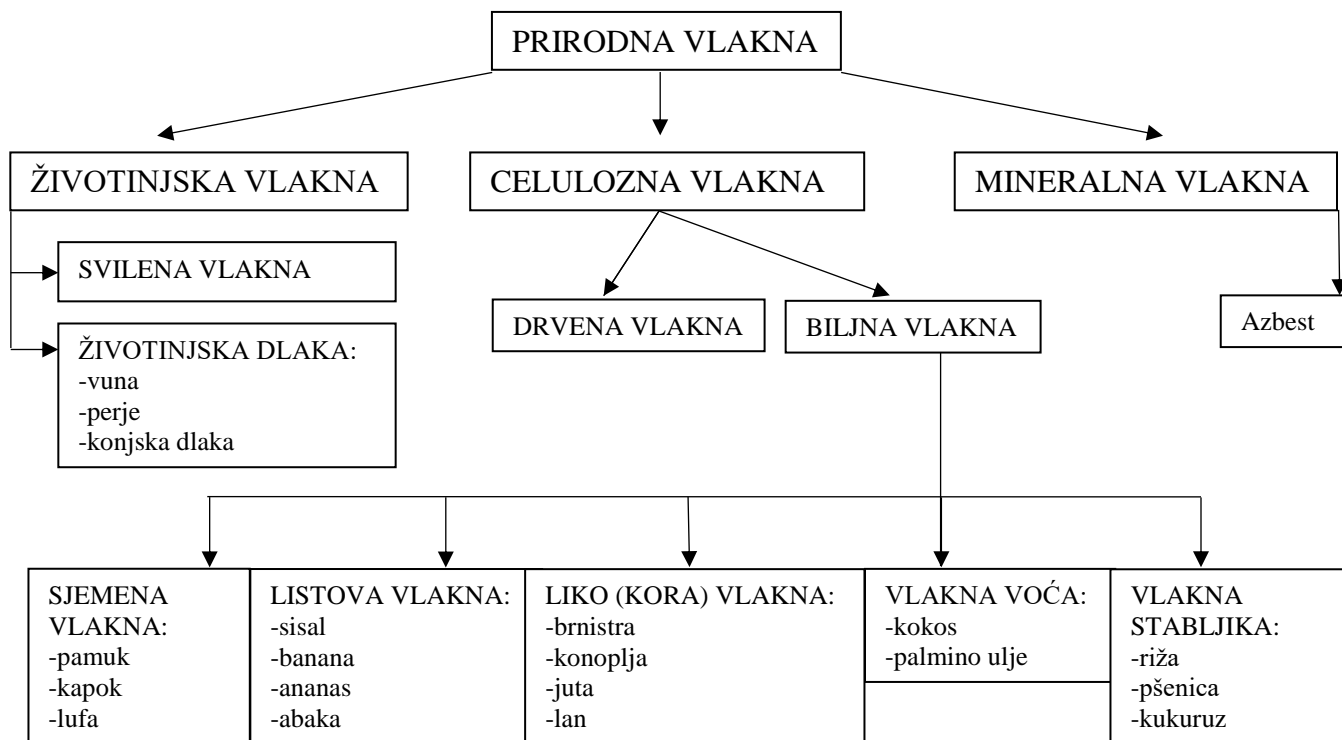 PRIRODNA VLAKNA
ŽIVOTINJSKA VLAKNA
CELULOZNA VLAKNA
MINERALNA VLAKNA
SVILENA VLAKNA
ŽIVOTINJSKA DLAKA:
-vuna
-perje
-konjska dlaka
DRVENA VLAKNA
BILJNA VLAKNA
Azbest
SJEMENA
VLAKNA:
-pamuk
-kapok
-lufa
LISTOVA VLAKNA:
-sisal
-banana
-ananas
-abaka
LIKO (KORA) VLAKNA:
-brnistra
-konoplja
-juta
-lan
VLAKNA VOĆA:
-kokos
-palmino ulje
VLAKNA
STABLJIKA:
-riža
-pšenica
-kukuruz